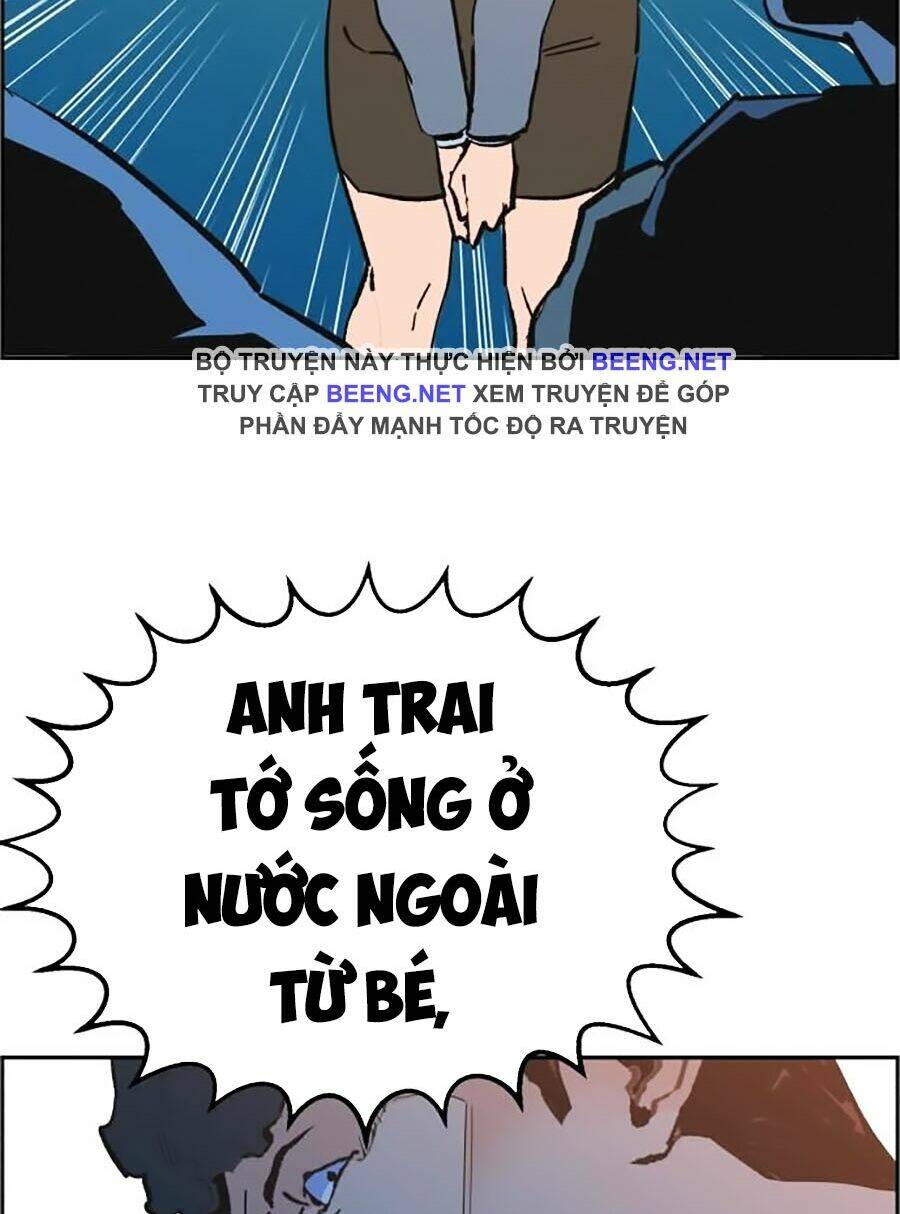 BỘ TRUYỆN NÀY THỰC HIỆN BỞI BEENG.NET
TRUY CẬP BEENG.NET XEM TRUYỆN ĐỂ GÓP
PHẦN ĐẨY MẠNH TỐC ĐỘ RA TRUYỆN
ANH TRAI
TỚ SỐNG Ở
NƯỚC NGOÀI
TỪ BÉ,